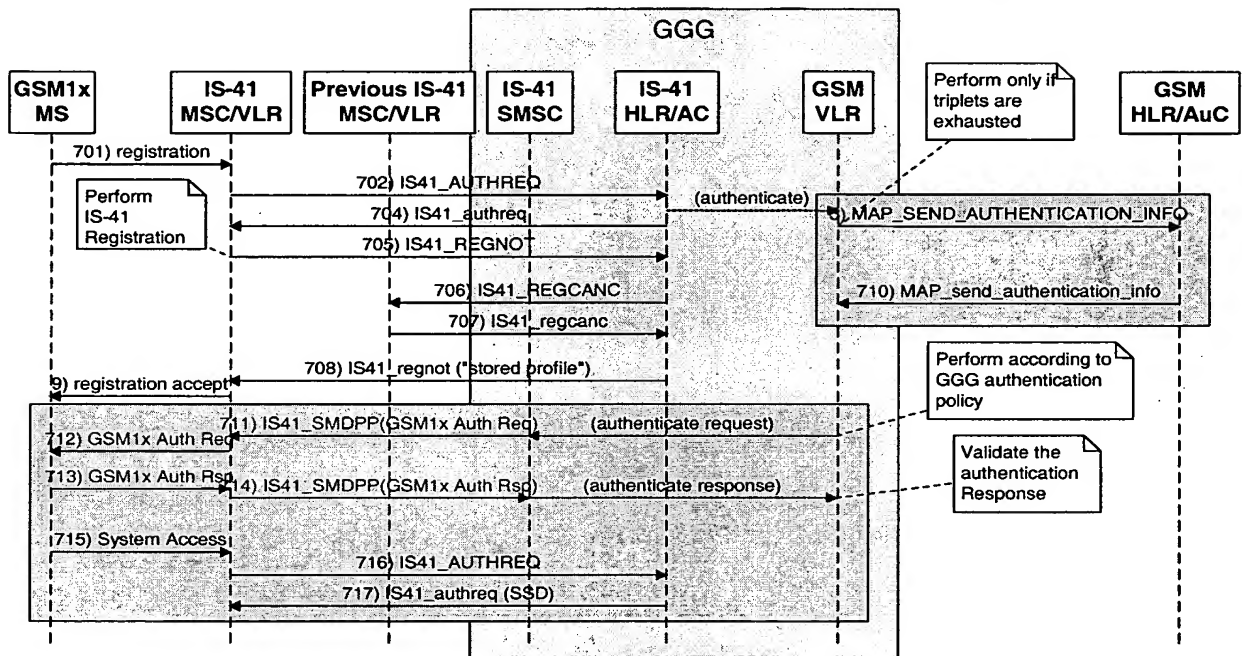 GGG
GSM1x
MS
IS-41
MSC/VLR
Previous IS-41
MSC/VLR
IS-41
SMSC
IS-41
HLR/AC
GSM
VLR
Perform only if
triplets are
exhausted
GSM
HLR/AuC
701) registration
Perform
IS-41
Registration
702) IS41_AUTHREQ
(authenticate)
704) IS41_authreq
) MAP_SEND_AUTHENTICATION_INFO
705) IS41_REGNOT
706) IS41_REGCANC
710) MAP_send_authentication_info
707) IS41_regcanc
708) IS41_regnot ("stored profile")
9) registration accept
Perform according to
GGG authentication
policy
711) IS41_SMDPP(GSM1x Auth Req)
(authenticate request)
712) GSM1x Auth Req
713) GSM1x Auth Rsp
14) IS41_SMDPP(GSM1x Auth Rsp)
(authenticate response)
Validate the
authentication
Response
715) System Access
716) IS41_AUTHREQ
717) IS41_authreq (SSD)